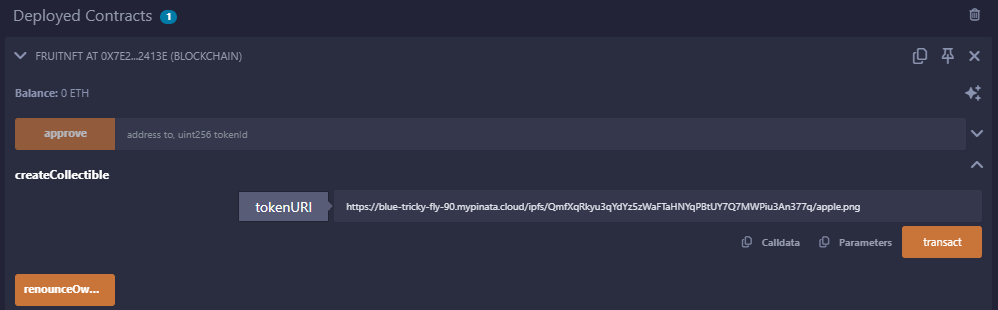 Deployed Contracts 1
FRUITNFT AT 0X7E2...2413E (BLOCKCHAIN)
Balance: 0 ETH
approve address to, uint256 tokenId
createCollectible
tokenURI https://blue-tricky-fly-90.mypinata.cloud/ipfs/QmfXqRkyu3qYdYz5zWaFTaHNYqPBtUY7Q7MWPiu3An377q/apple.png
Calldata Parameters transact
renounceOw...